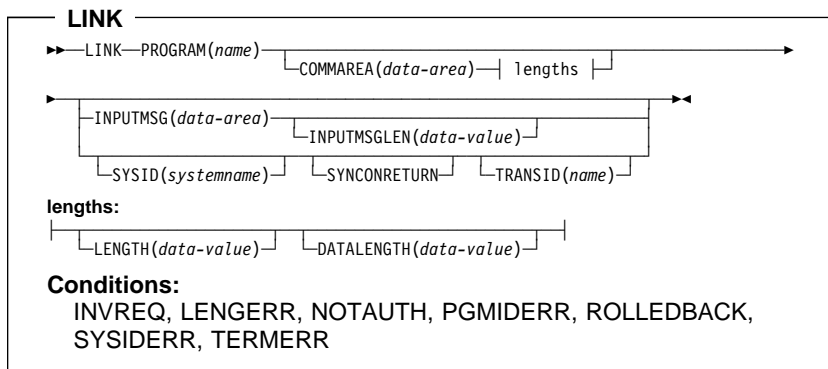 LINK
LINK PROGRAM(name)
COMMAREA(data-area) lengths
INPUTMSG(data-area)
INPUTMSGLEN(data-value)
SYSID(systemname) SYNCONRETURN TRANSID(name)
lengths:
LENGTH(data-value) DATALENGTH(data-value)
Conditions:
INVREQ, LENGERR, NOTAUTH, PGMIDERR, ROLLEDBACK,
SYSIDERR, TERMERR